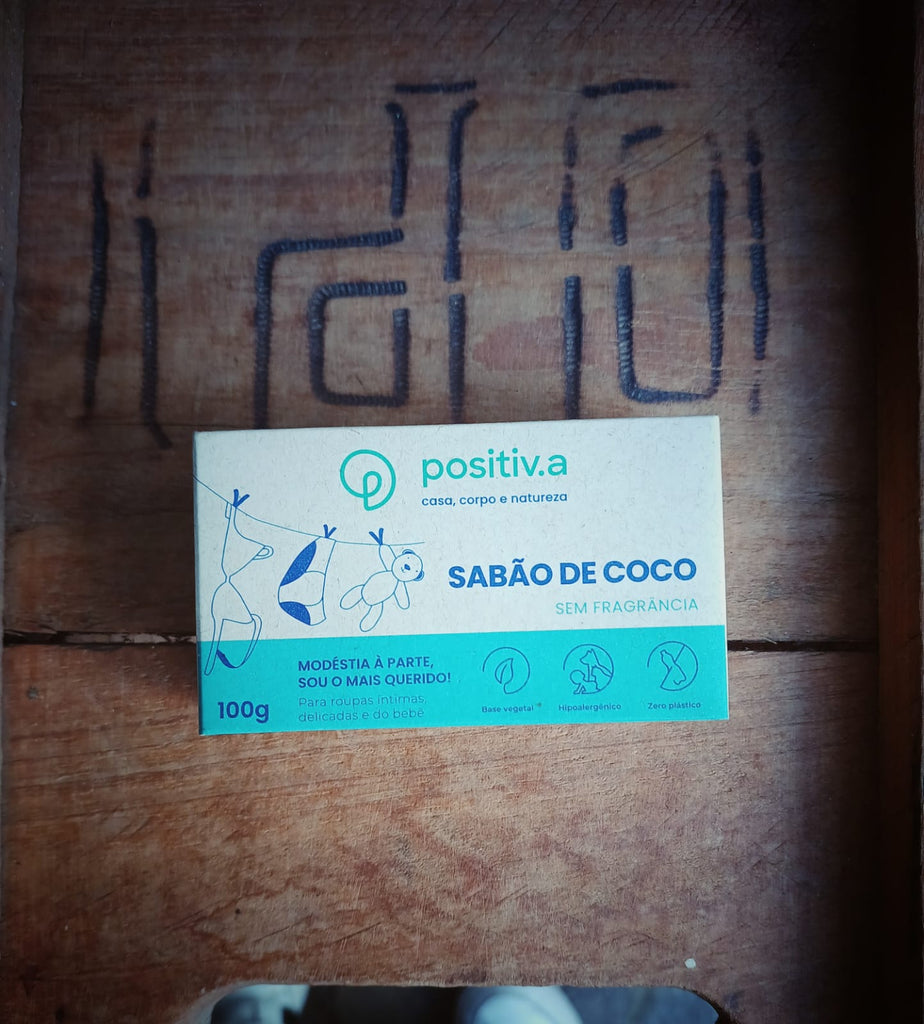 positiv.a
casa, corpo e natureza
SABÃO DE COCO
SEM FRAGRÂNCIA
MODÉSTIA À PARTE,
SOU O MAIS QUERIDO!
Para roupas íntimas,
delicadas e do bebê
100g
Base vegetal
Hipoalergênico
Zero plástico